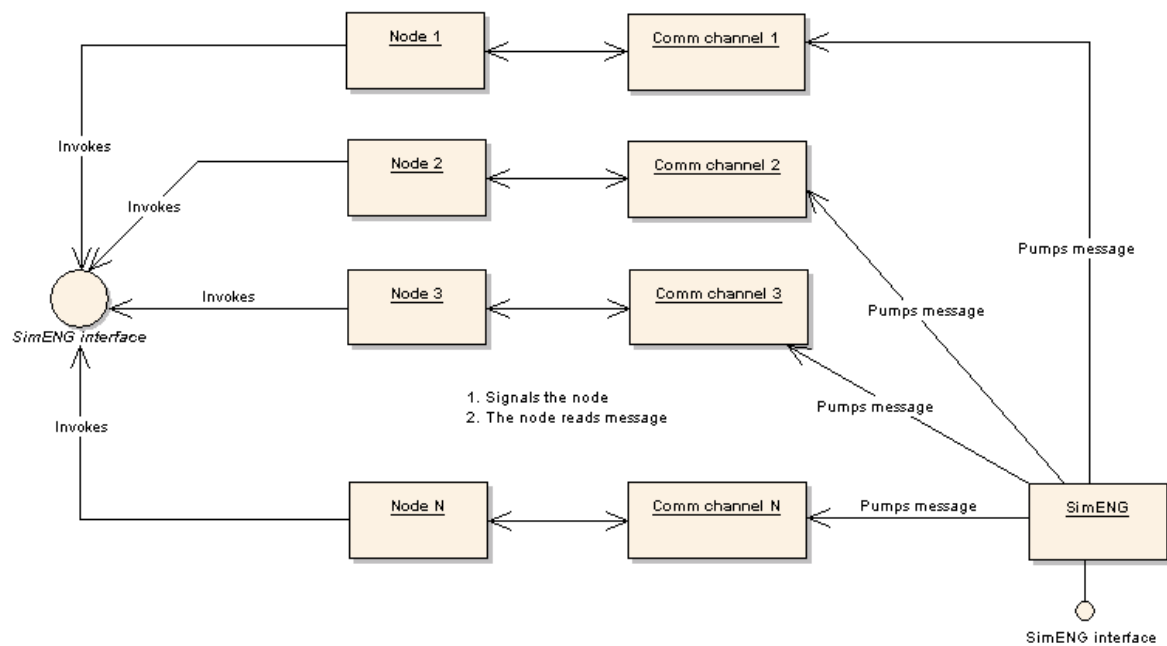 Node 1
Comm channel 1
Invokes
Node 2
Comm channel 2
Invokes
Pumps message
Node 3
Comm channel 3
Invokes
Pumps message
SimENG interface
1. Signals the node
2. The node reads message
Pumps message
Invokes
Node N
Comm channel N
Pumps message
SimENG
SimENG interface